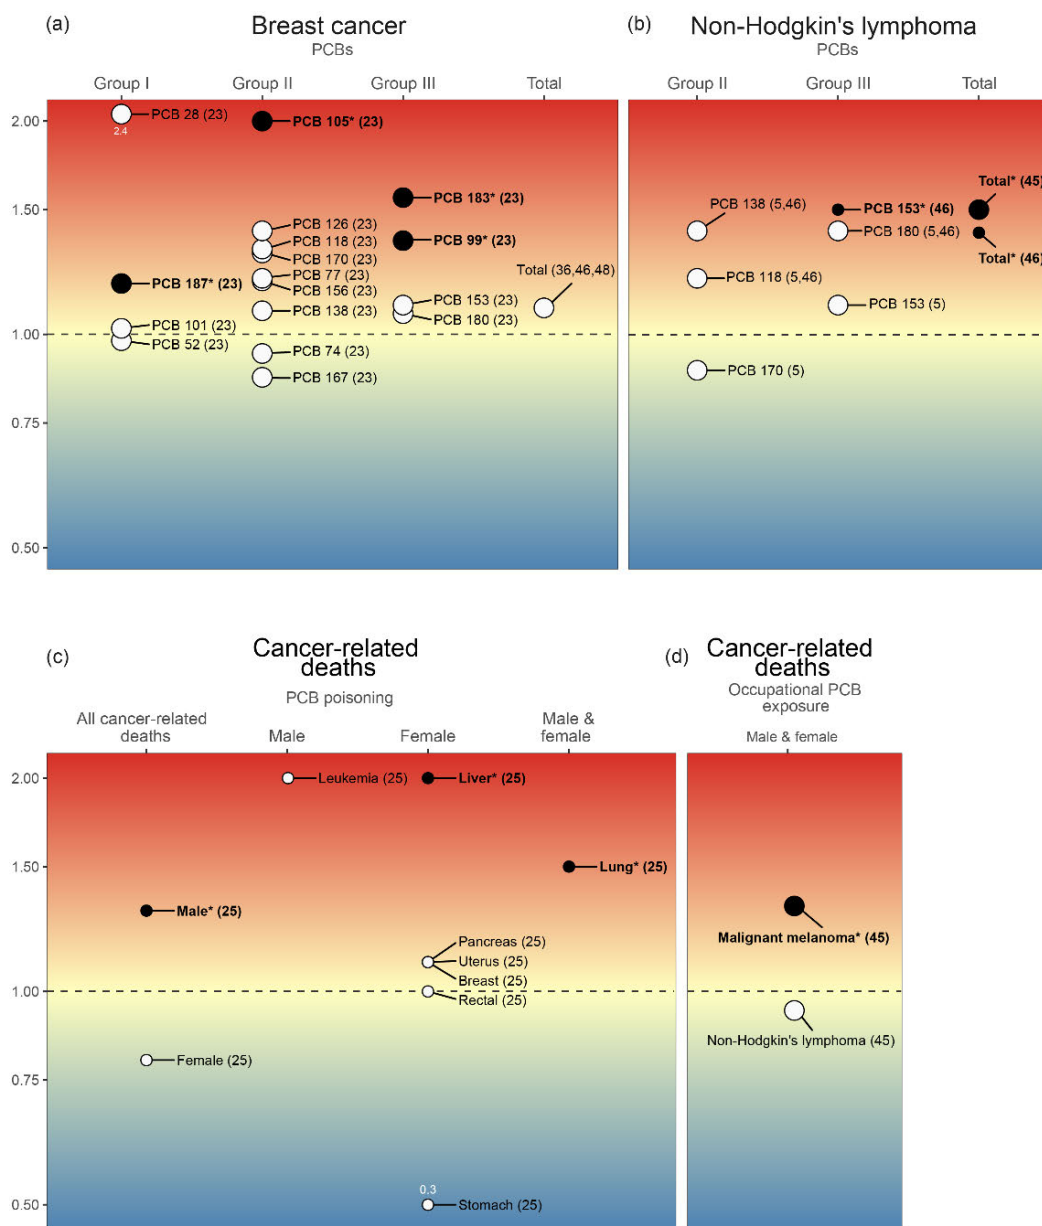 (a)
Breast cancer
PCBs
Group I
Group II
Group III
Total
2.00
1.50
1.00
0.75
0.50
PCB 28 (23)
2.4
PCB 187* (23)
PCB 101 (23)
PCB 52 (23)
PCB 105* (23)
PCB 126 (23)
PCB 118 (23)
PCB 170 (23)
PCB 77 (23)
PCB 156 (23)
PCB 138 (23)
PCB 74 (23)
PCB 167 (23)
PCB 183* (23)
PCB 99* (23)
PCB 153 (23)
PCB 180 (23)
Total (36,46,48)
(b)
Non-Hodgkin's lymphoma
PCBs
Group II
Group III
Total
PCB 138 (5,46)
PCB 118 (5,46)
PCB 170 (5)
PCB 153* (46)
PCB 180 (5,46)
PCB 153 (5)
Total* (45)
Total* (46)
(c)
Cancer-related
deaths
PCB poisoning
All cancer-related
deaths
Male
Female
Male &
female
2.00
1.50
1.00
0.75
0.50
Male* (25)
Female (25)
Leukemia (25)
Liver* (25)
Pancreas (25)
Uterus (25)
Breast (25)
Rectal (25)
0.3
Stomach (25)
Lung* (25)
(d)
Cancer-related
deaths
Occupational PCB
exposure
Male & female
Malignant melanoma* (45)
Non-Hodgkin's lymphoma (45)